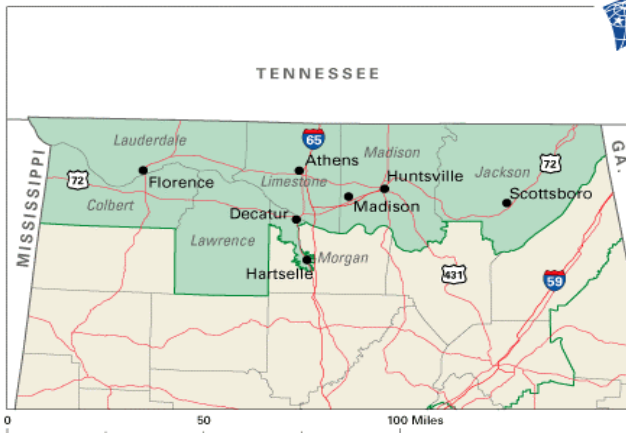 TENNESSEE
65
Lauderdale
Athens
Madison
GA.
MISSISSIPPI
72
Florence
Limestone
Huntsville
Jackson
72
Scottsboro
Colbert
Decatur
Madison
Lawrence
Morgan
Hartselle
431
59
0 50 100 Miles